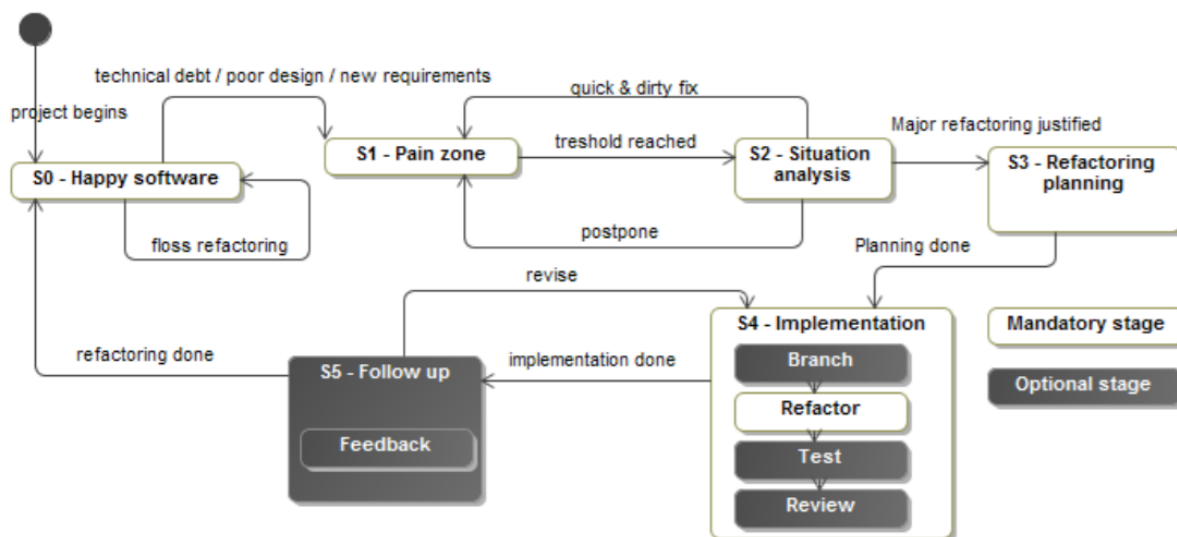 project begins
technical debt / poor design / new requirements
S0 - Happy software
floss refactoring
S1 - Pain zone
quick & dirty fix
treshold reached
postpone
S2 - Situation
analysis
Major refactoring justified
S3 - Refactoring
planning
Planning done
revise
S4 - Implementation
Branch
Refactor
Test
Review
implementation done
S5 - Follow up
Feedback
refactoring done
Mandatory stage
Optional stage